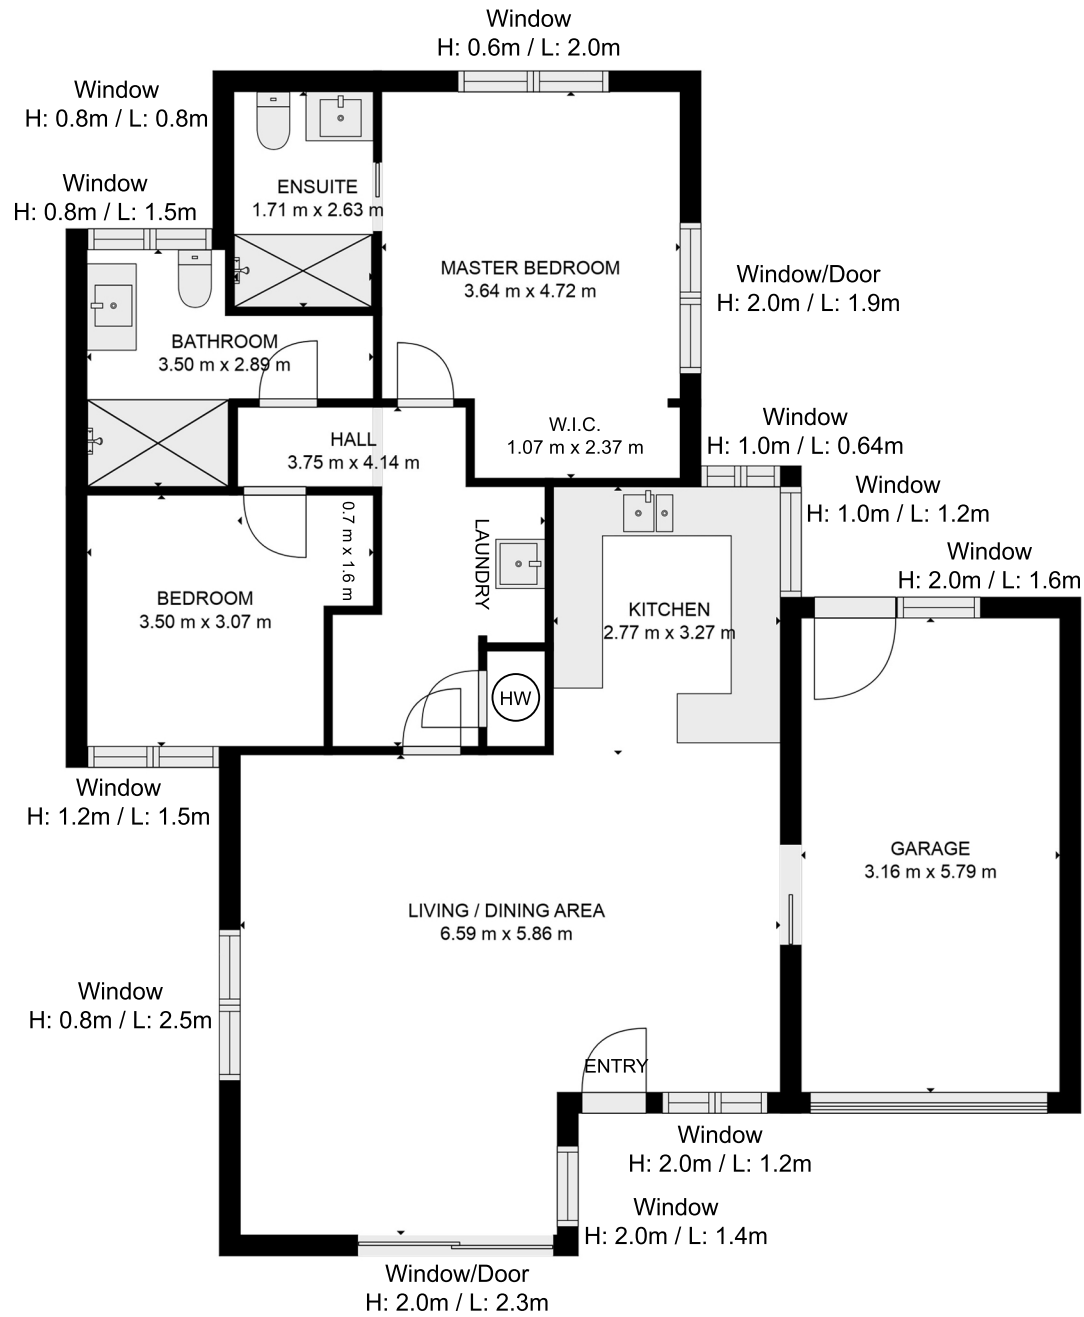 Window
H: 0.6m / L: 2.0m
Window
H: 0.8m / L: 0.8m
Window
H: 0.8m / L: 1.5m
ENSUITE
1.71 m x 2.63 m
MASTER BEDROOM
3.64 m x 4.72 m
Window/Door
H: 2.0m / L: 1.9m
BATHROOM
3.50 m x 2.89 m
W.I.C.
1.07 m x 2.37 m
Window
H: 1.0m / L: 0.64m
HALL
3.75 m x 4.14 m
Window
H: 1.0m / L: 1.2m
0.7 m x 1.6 m
LAUNDRY
Window
H: 2.0m / L: 1.6m
BEDROOM
3.50 m x 3.07 m
KITCHEN
2.77 m x 3.27 m
HW
Window
H: 1.2m / L: 1.5m
GARAGE
3.16 m x 5.79 m
LIVING / DINING AREA
6.59 m x 5.86 m
Window
H: 0.8m / L: 2.5m
ENTRY
Window
H: 2.0m / L: 1.2m
Window
H: 2.0m / L: 1.4m
Window/Door
H: 2.0m / L: 2.3m